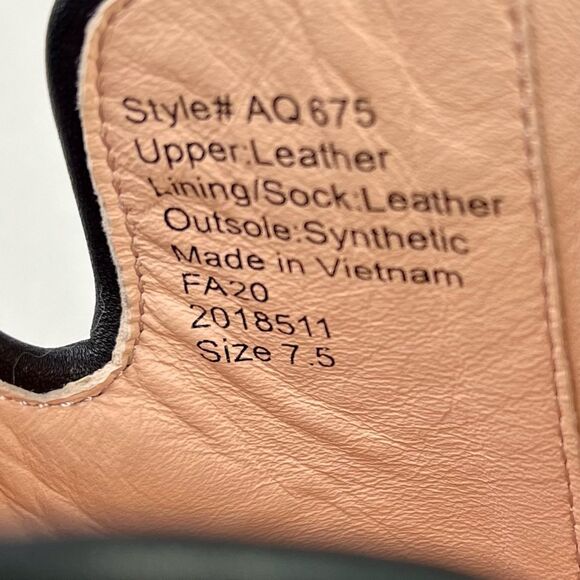 Style# AQ675
Upper:Leather
Lining/Sock:Leather
Outsole:Synthetic
Made in Vietnam
FA20
2018511
Size 7.5